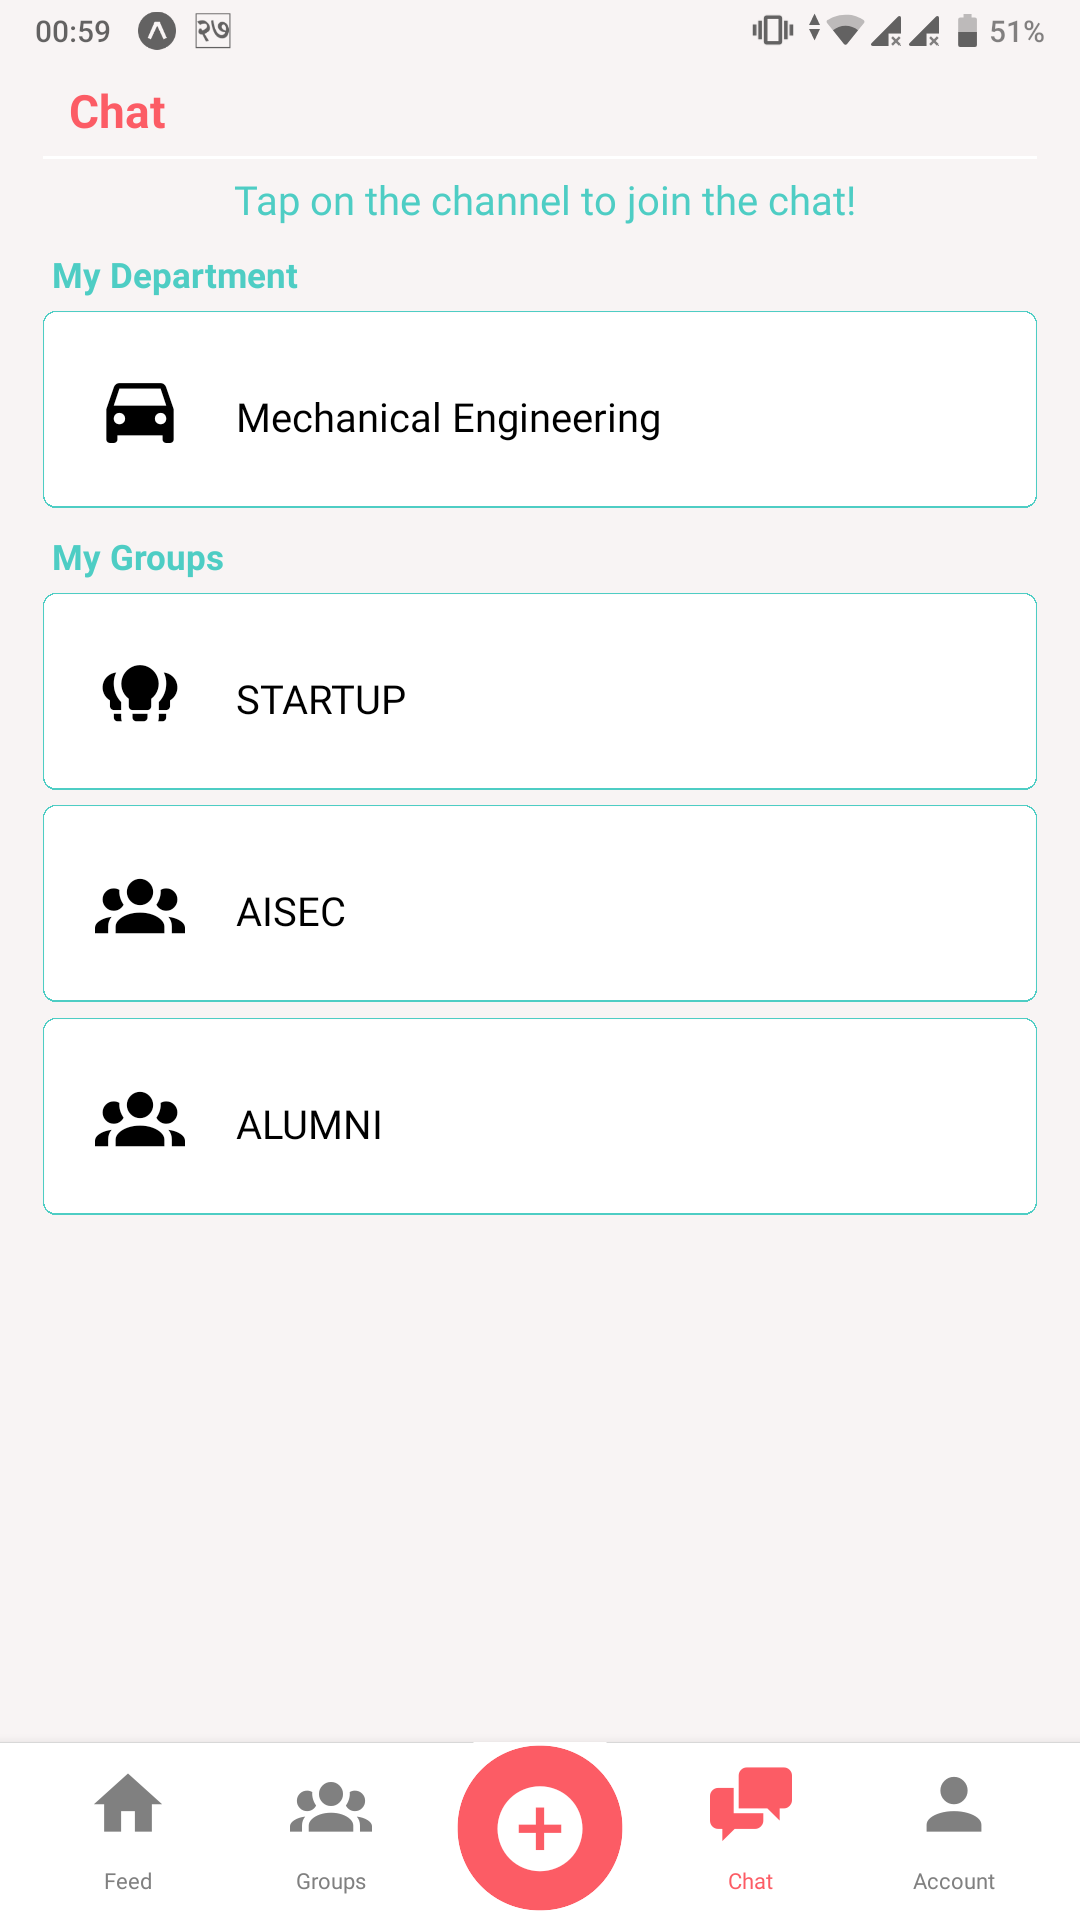 00:59 २७ 51%
Chat
Tap on the channel to join the chat!
My Department
Mechanical Engineering
My Groups
STARTUP
AISEC
ALUMNI
Feed Groups Chat Account